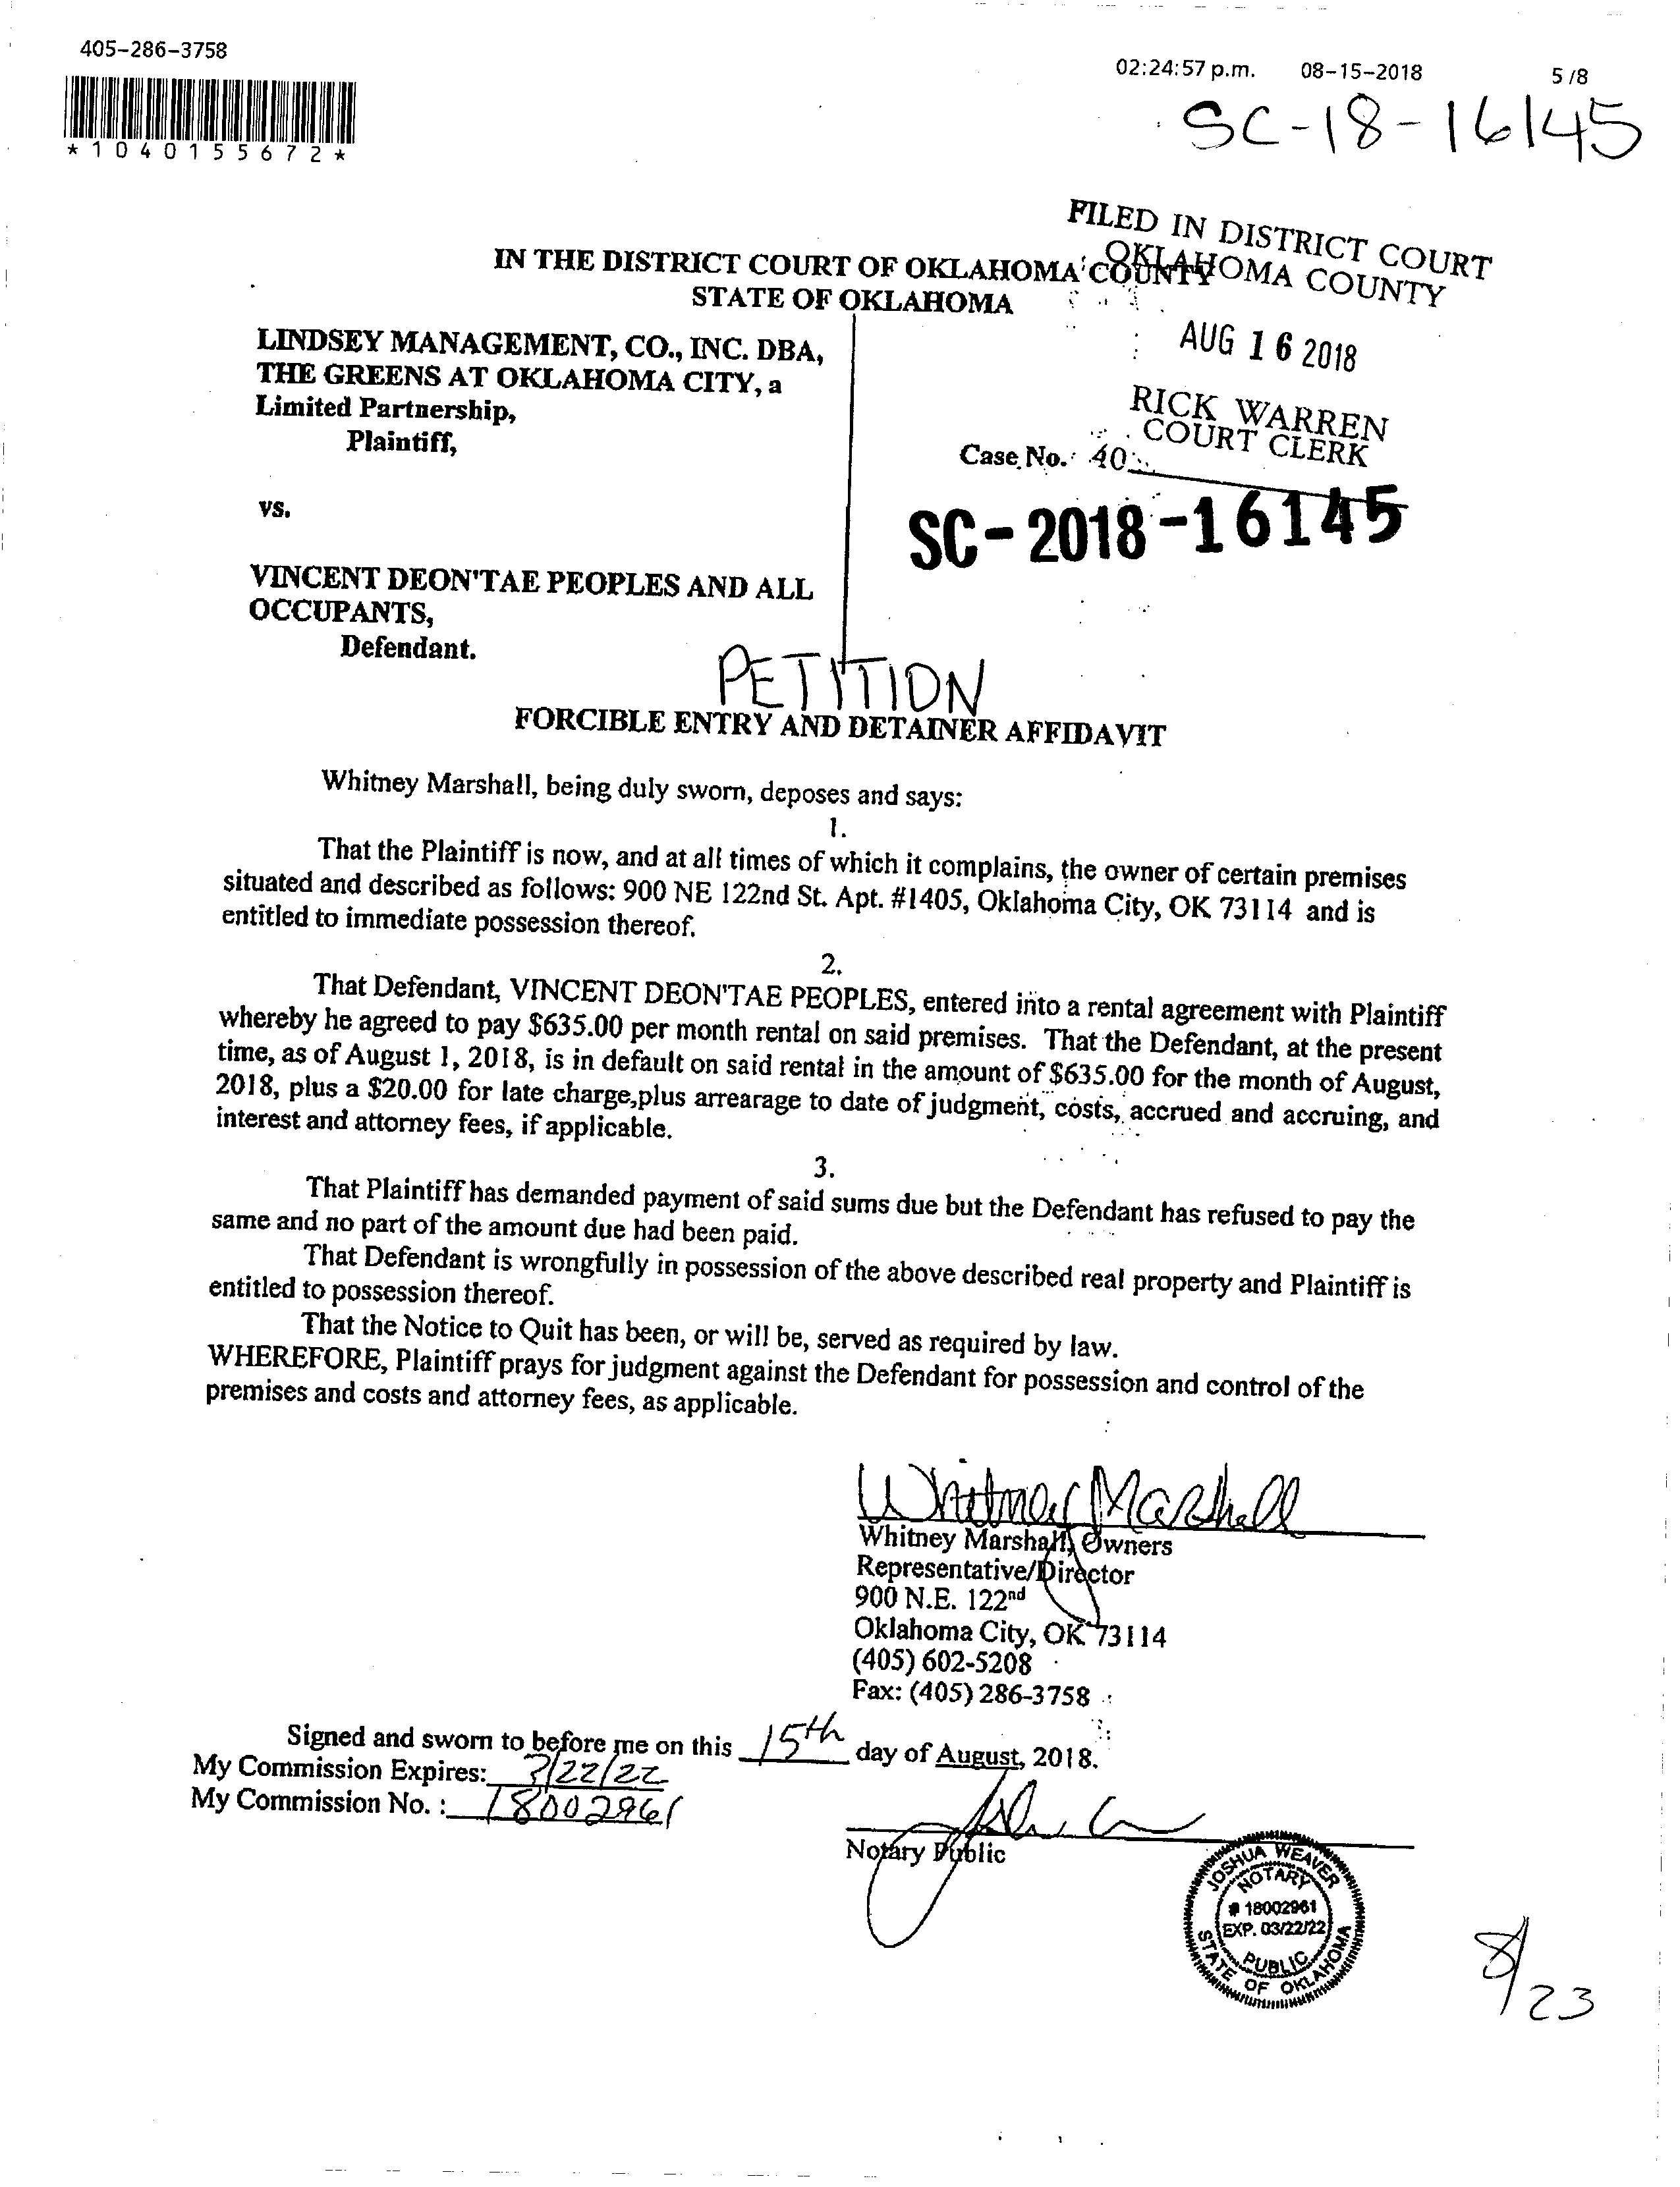 405-286-3758
02:24:57 p.m. 08-15-2018 5 /8
*1040155672*
SC-18-16145
FILED IN DISTRICT COURT
OKLAHOMA COUNTY
IN THE DISTRICT COURT OF OKLAHOMA COUNTY
STATE OF OKLAHOMA
AUG 16 2018
RICK WARREN
COURT CLERK
LINDSEY MANAGEMENT, CO., INC. DBA,
THE GREENS AT OKLAHOMA CITY, a
Limited Partnership,
Plaintiff,
Case No. 40
vs.
SC-2018-16145
VINCENT DEON'TAE PEOPLES AND ALL
OCCUPANTS,
Defendant.
PETITION
FORCIBLE ENTRY AND DETAINER AFFIDAVIT
Whitney Marshall, being duly sworn, deposes and says:
1.
That the Plaintiff is now, and at all times of which it complains, the owner of certain premises
situated and described as follows: 900 NE 122nd St. Apt. #1405, Oklahoma City, OK 73114 and is
entitled to immediate possession thereof.
2.
That Defendant, VINCENT DEON'TAE PEOPLES, entered into a rental agreement with Plaintiff
whereby he agreed to pay $635.00 per month rental on said premises. That the Defendant, at the present
time, as of August 1, 2018, is in default on said rental in the amount of $635.00 for the month of August,
2018, plus a $20.00 for late charge,plus arrearage to date of judgment, costs, accrued and accruing, and
interest and attorney fees, if applicable.
3.
That Plaintiff has demanded payment of said sums due but the Defendant has refused to pay the
same and no part of the amount due had been paid.
That Defendant is wrongfully in possession of the above described real property and Plaintiff is
entitled to possession thereof.
That the Notice to Quit has been, or will be, served as required by law.
WHEREFORE, Plaintiff prays for judgment against the Defendant for possession and control of the
premises and costs and attorney fees, as applicable.
Whitney Marshall
Whitney Marshall, Owners
Representative/Director
900 N.E. 122nd
Oklahoma City, OK 73114
(405) 602-5208
Fax: (405) 286-3758
Signed and sworn to before me on this 15th day of August, 2018.
My Commission Expires: 3/22/22
My Commission No. : 18002961
Notary Public
JOSHUA WEAVER
NOTARY
# 18002961
EXP. 03/22/22
PUBLIC
STATE OF OKLAHOMA
8/23